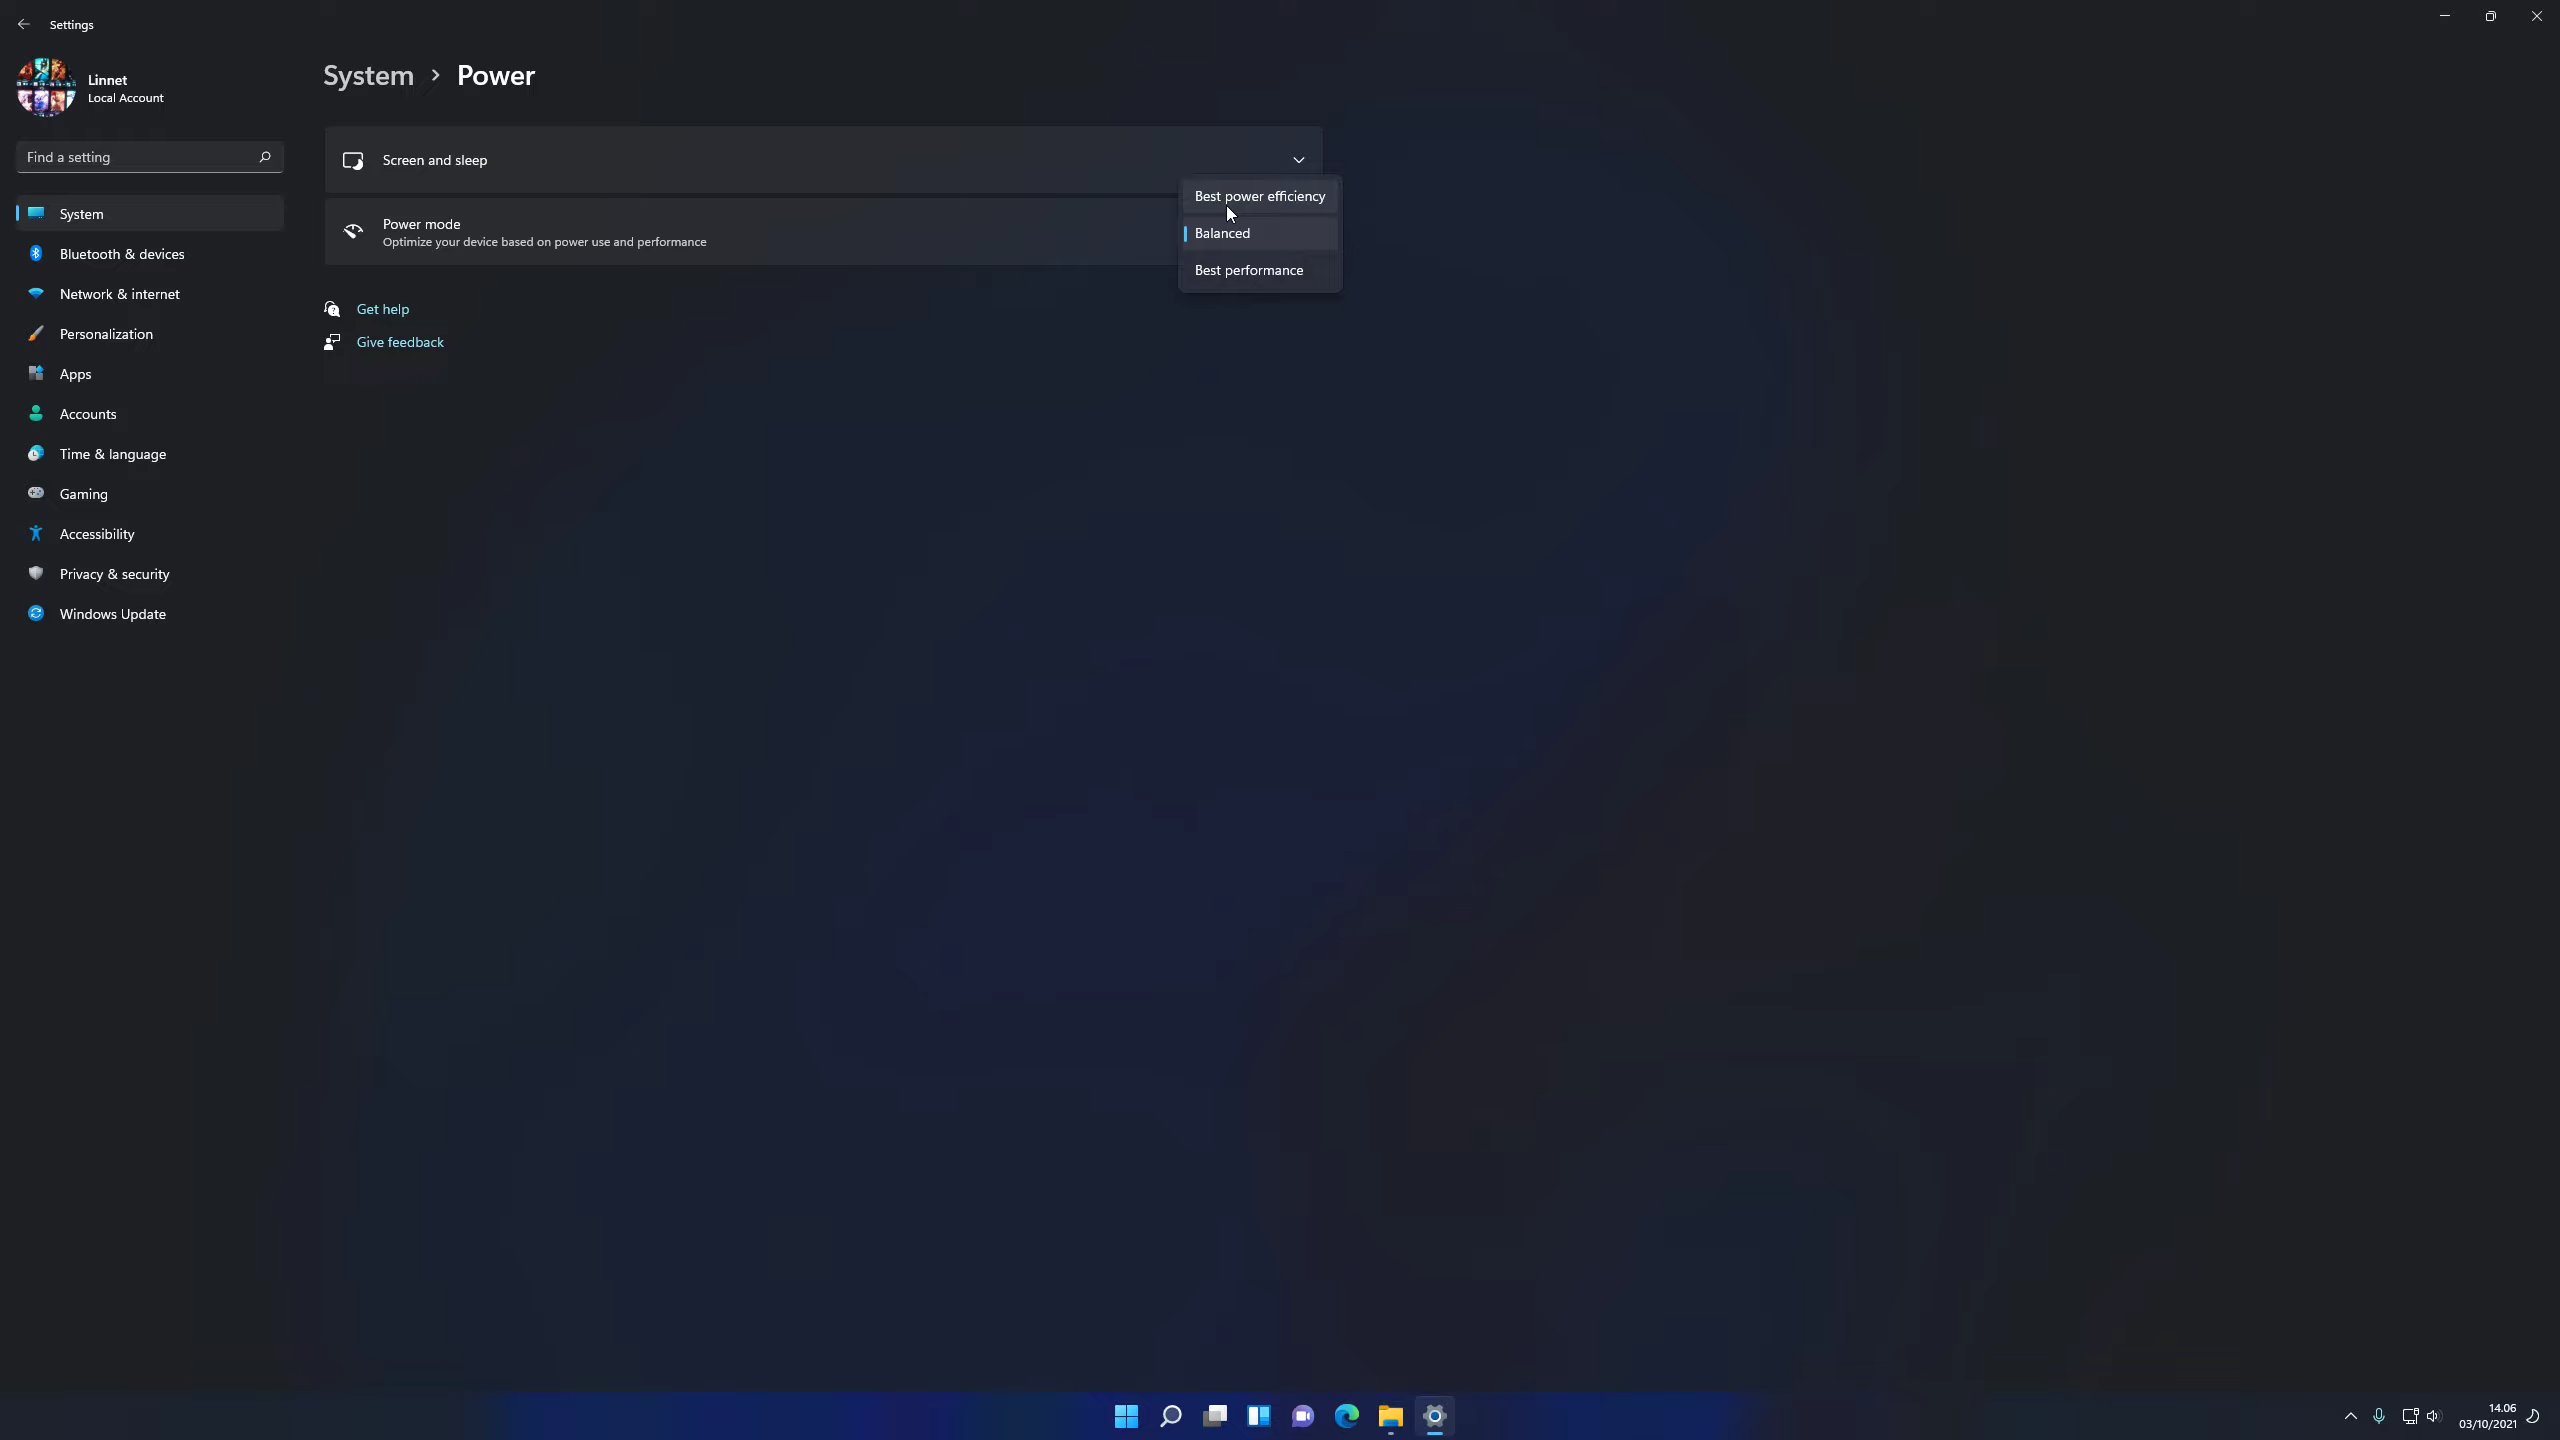 Settings
Linnet
Local Account
Find a setting
System
Bluetooth & devices
Network & internet
Personalization
Apps
Accounts
Time & language
Gaming
Accessibility
Privacy & security
Windows Update
System > Power
Screen and sleep
Power mode
Optimize your device based on power use and performance
Best power efficiency
Balanced
Best performance
Get help
Give feedback
14.06
03/10/2021